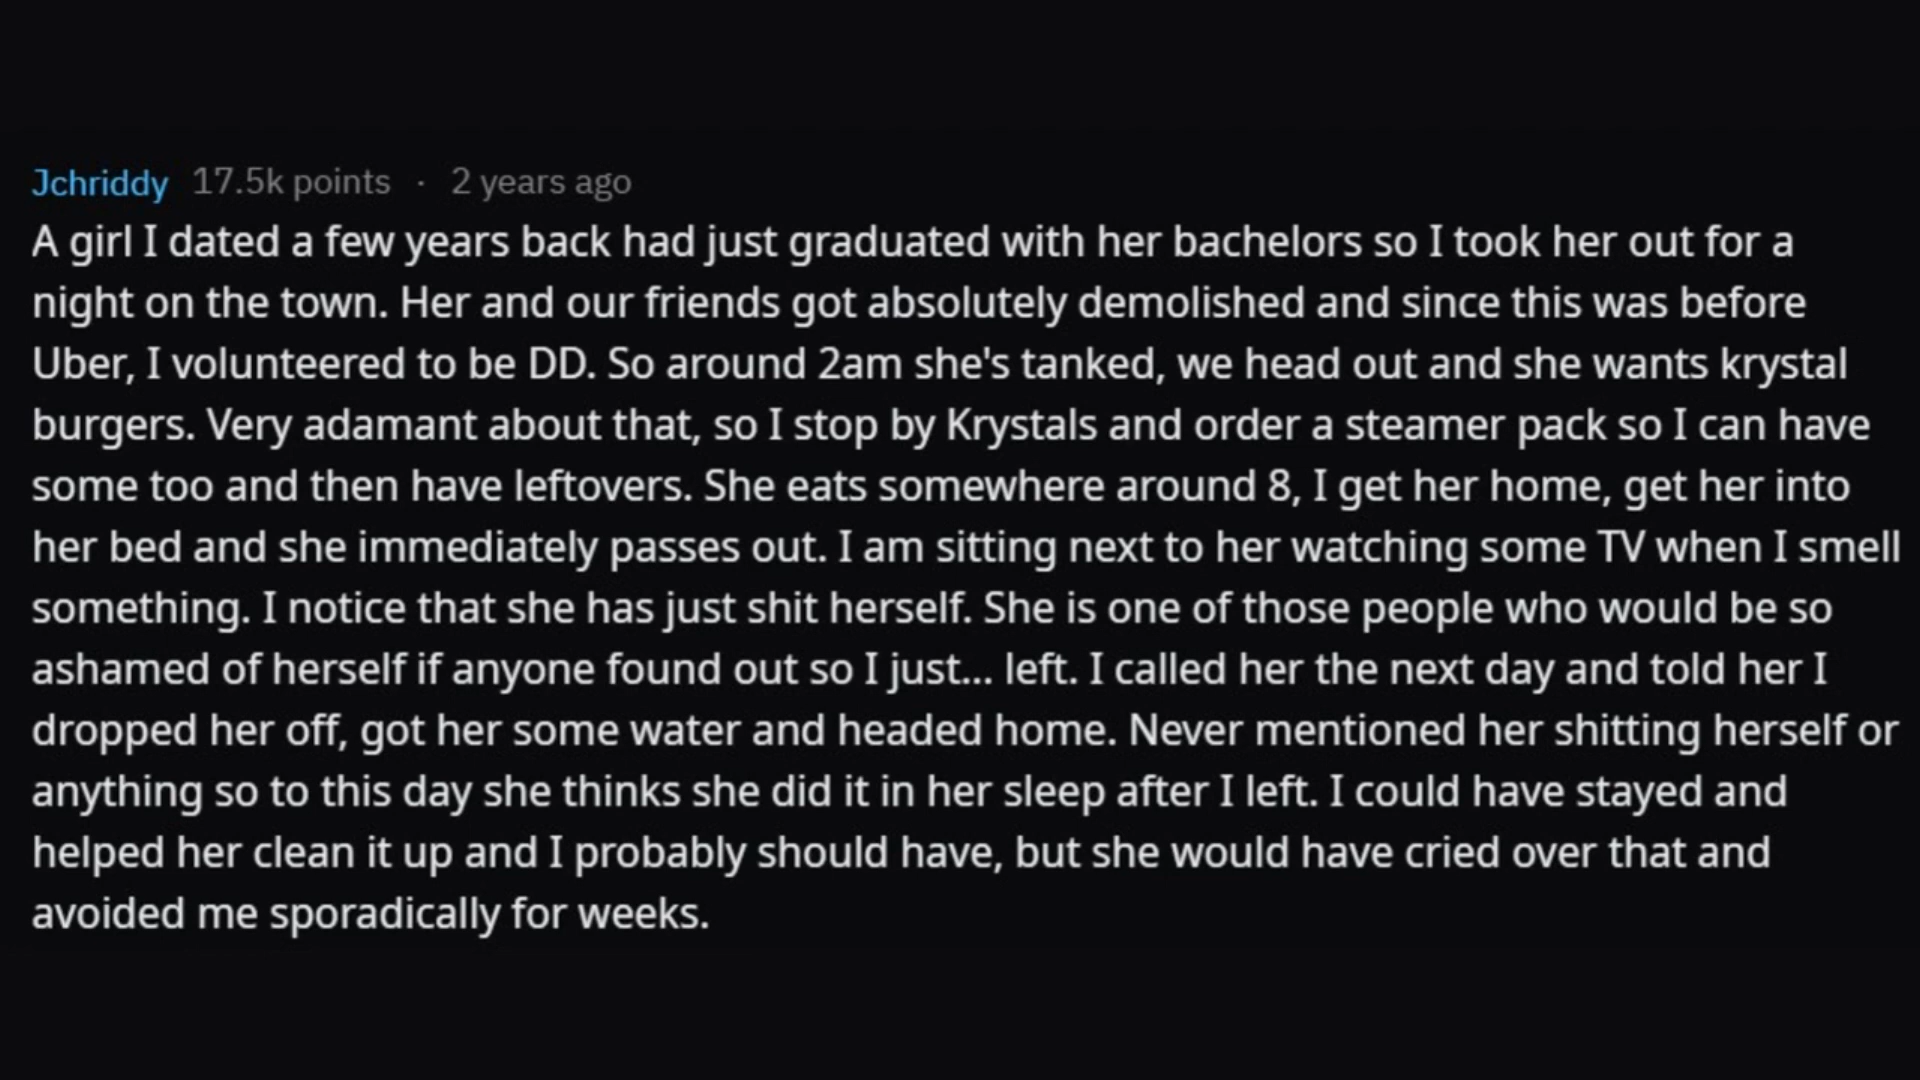 Jchriddy 17.5k points · 2 years ago
A girl I dated a few years back had just graduated with her bachelors so I took her out for a
night on the town. Her and our friends got absolutely demolished and since this was before
Uber, I volunteered to be DD. So around 2am she's tanked, we head out and she wants krystal
burgers. Very adamant about that, so I stop by Krystals and order a steamer pack so I can have
some too and then have leftovers. She eats somewhere around 8, I get her home, get her into
her bed and she immediately passes out. I am sitting next to her watching some TV when I smell
something. I notice that she has just shit herself. She is one of those people who would be so
ashamed of herself if anyone found out so I just... left. I called her the next day and told her I
dropped her off, got her some water and headed home. Never mentioned her shitting herself or
anything so to this day she thinks she did it in her sleep after I left. I could have stayed and
helped her clean it up and I probably should have, but she would have cried over that and
avoided me sporadically for weeks.